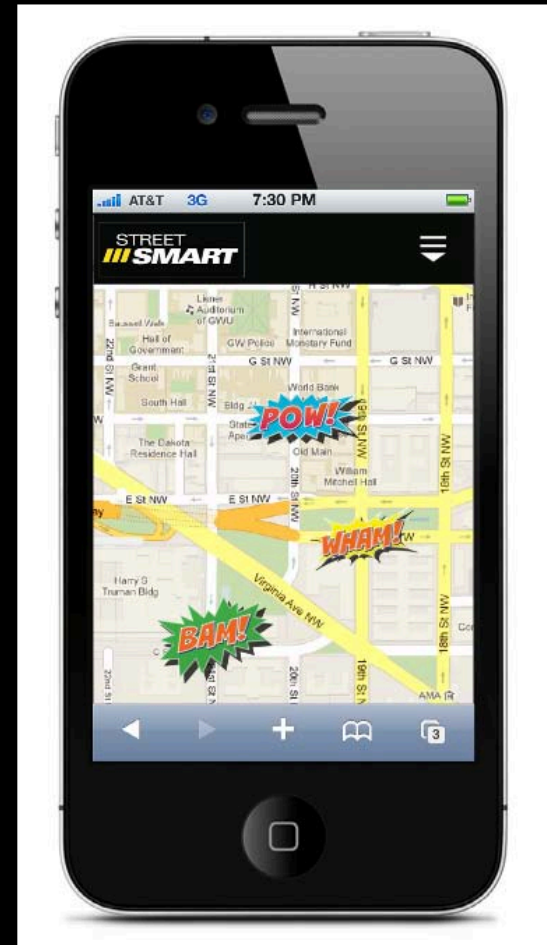 AT&T 3G 7:30 PM
STREET
SMART
Lisner
Auditorium
of GWU
Hall of
Government
GW Police
International
Monetary Fund
G St NW
G St NW
Grant
School
World Bank
South Hall
POW!
The Dakota
Residence Hall
Old Main
William
Mitchell Hall
E St NW
E St NW
WHAM!
Harry S
Truman Bldg
Virginia Ave NW
BAM!
22nd St NW
21st St NW
20th St NW
19th St NW
18th St NW
18th St NW
20th St
19th St N
AMA
3